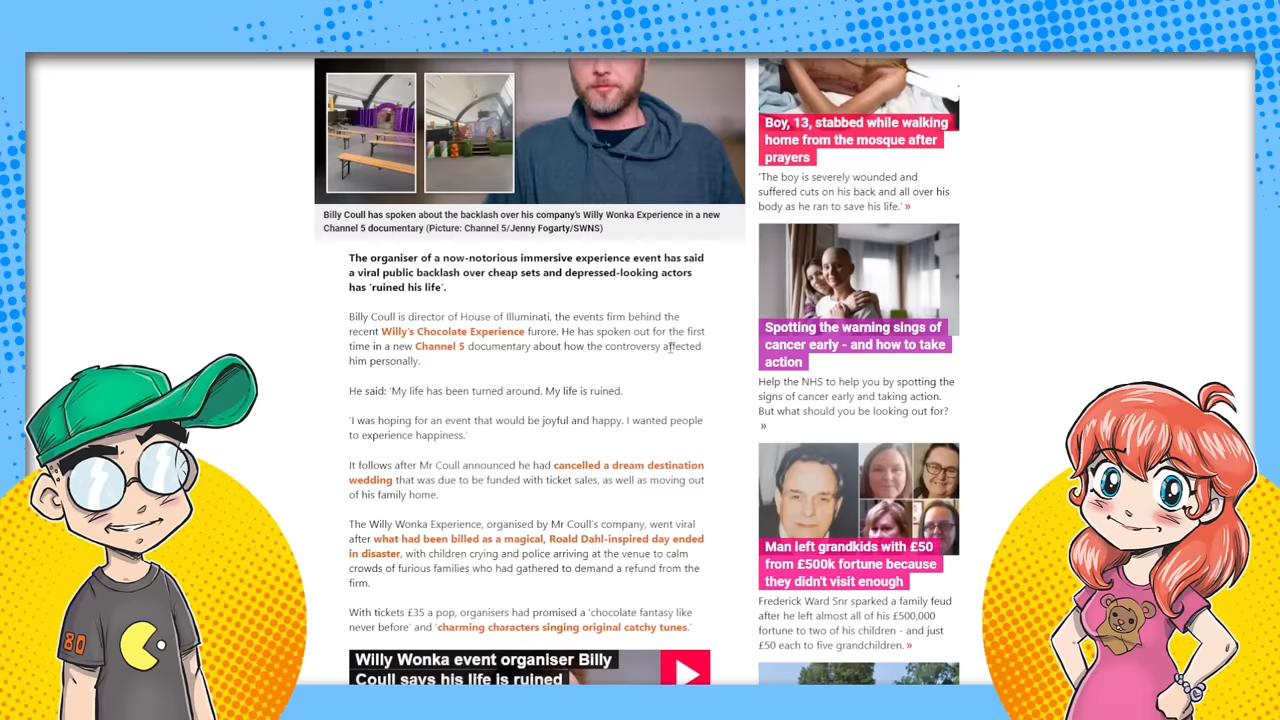 Billy Coull has spoken about the backlash over his company's Willy Wonka Experience in a new
Channel 5 documentary (Picture: Channel 5/Jenny Fogarty/SWNS)
The organiser of a now-notorious immersive experience event has said
a viral public backlash over cheap sets and depressed-looking actors
has 'ruined his life'.
Billy Coull is director of House of Illuminati, the events firm behind the
recent Willy's Chocolate Experience furore. He has spoken out for the first
time in a new Channel 5 documentary about how the controversy affected
him personally.
He said: 'My life has been turned around. My life is ruined.
'I was hoping for an event that would be joyful and happy. I wanted people
to experience happiness.'
It follows after Mr Coull announced he had cancelled a dream destination
wedding that was due to be funded with ticket sales, as well as moving out
of his family home.
The Willy Wonka Experience, organised by Mr Coull's company, went viral
after what had been billed as a magical, Roald Dahl-inspired day ended
in disaster, with children crying and police arriving at the venue to calm
crowds of furious families who had gathered to demand a refund from the
firm.
With tickets £35 a pop, organisers had promised a 'chocolate fantasy like
never before' and 'charming characters singing original catchy tunes.'
Willy Wonka event organiser Billy
Coull says his life is ruined
Boy, 13, stabbed while walking
home from the mosque after
prayers
'The boy is severely wounded and
suffered cuts on his back and all over his
body as he ran to save his life.' »
Spotting the warning sings of
cancer early - and how to take
action
Help the NHS to help you by spotting the
signs of cancer early and taking action.
But what should you be looking out for?
»
Man left grandkids with £50
from £500k fortune because
they didn't visit enough
Frederick Ward Snr sparked a family feud
after he left almost all of his £500,000
fortune to two of his children - and just
£50 each to five grandchildren. »
80